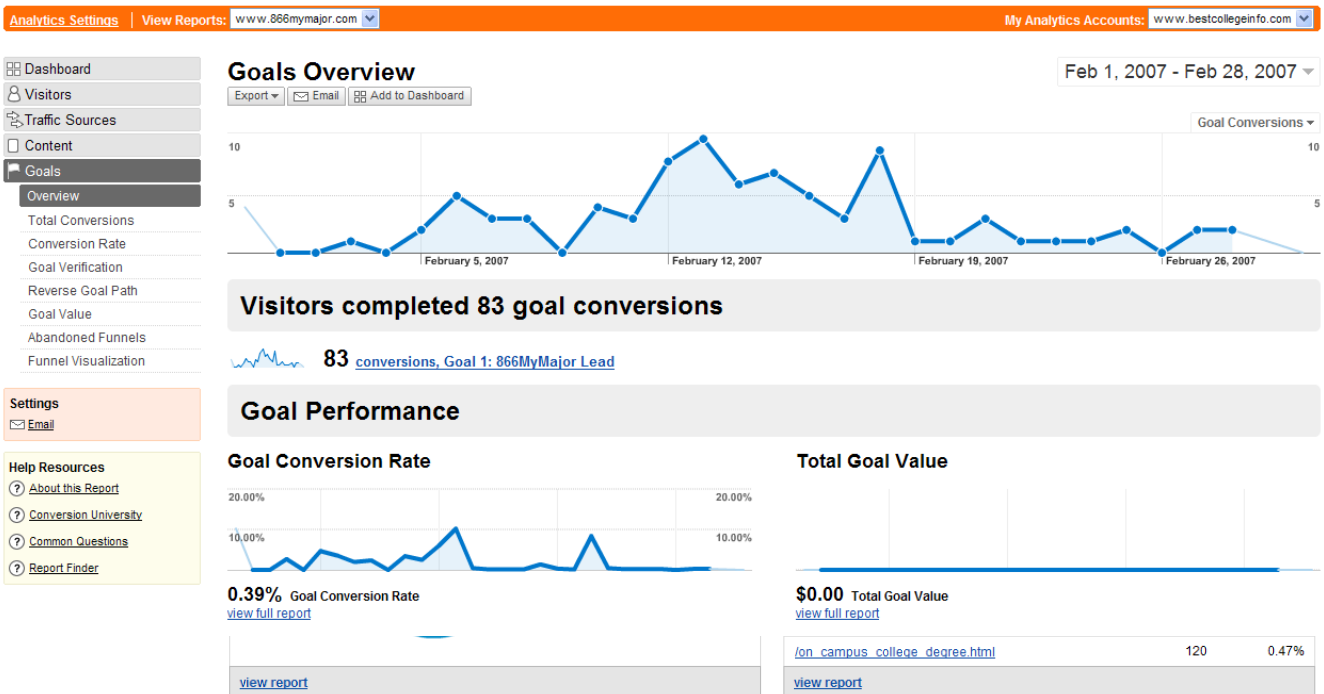 Analytics Settings View Reports: www.866mymajor.com My Analytics Accounts: www.bestcollegeinfo.com
Dashboard
Visitors
Traffic Sources
Content
Goals
Overview
Total Conversions
Conversion Rate
Goal Verification
Reverse Goal Path
Goal Value
Abandoned Funnels
Funnel Visualization
Settings
Email
Help Resources
About this Report
Conversion University
Common Questions
Report Finder
Goals Overview
Feb 1, 2007 - Feb 28, 2007
Export Email Add to Dashboard
Goal Conversions
10 10
5 5
February 5, 2007 February 12, 2007 February 19, 2007 February 26, 2007
Visitors completed 83 goal conversions
83 conversions, Goal 1: 866MyMajor Lead
Goal Performance
Goal Conversion Rate
20.00% 20.00%
10.00% 10.00%
0.39% Goal Conversion Rate
view full report
view report
Total Goal Value
$0.00 Total Goal Value
view full report
/on_campus_college_degree.html 120 0.47%
view report